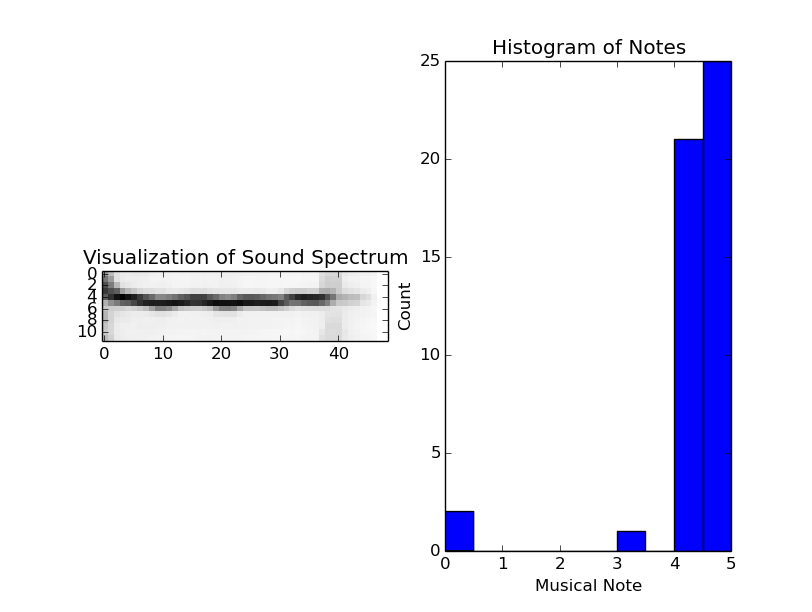 Visualization of Sound Spectrum
0
2
4
6
8
10
0 10 20 30 40
Histogram of Notes
25
20
15
10
5
0
Count
0 1 2 3 4 5
Musical Note